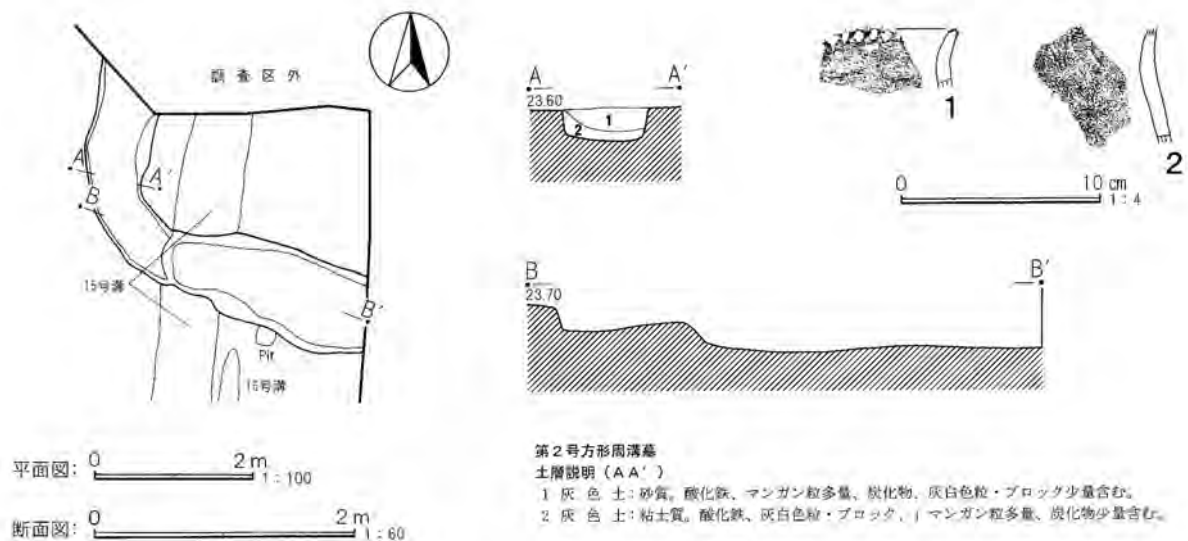 調査区外
A
A'
B
B'
15号溝
Pit
16号溝
平面図: 0 2m
1:100
断面図: 0 2m
1:60
A A'
23.60
1
2
B B'
23.70
1
2
0 10cm
1:4
第2号方形周溝墓
土層説明(AA')
1 灰色土:砂質。酸化鉄、マンガン粒多量、炭化物、灰白色粒・ブロック少量含む。
2 灰色土:粘土質。酸化鉄、灰白色粒・ブロック、マンガン粒多量、炭化物少量含む。